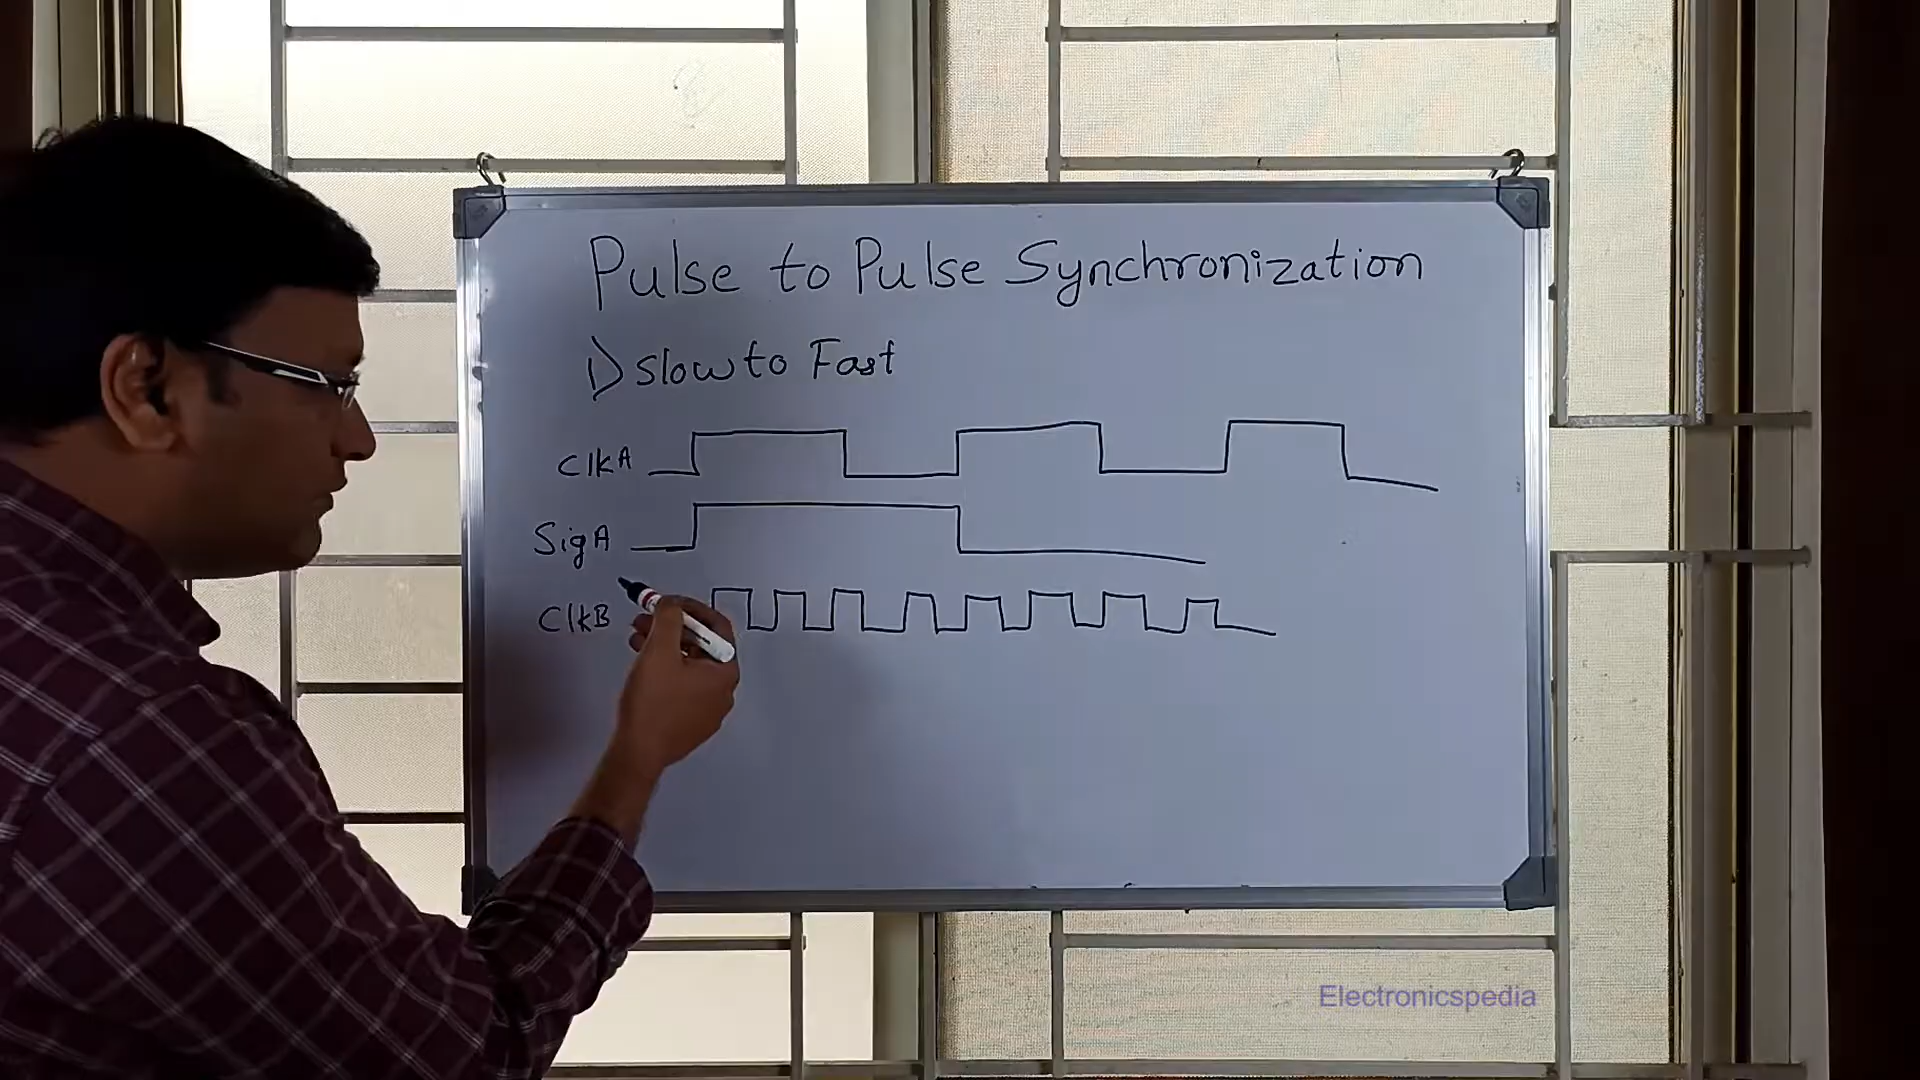 Pulse to Pulse Synchronization
1) Slow to Fast
ClkA
SigA
ClkB
Electronicspedia